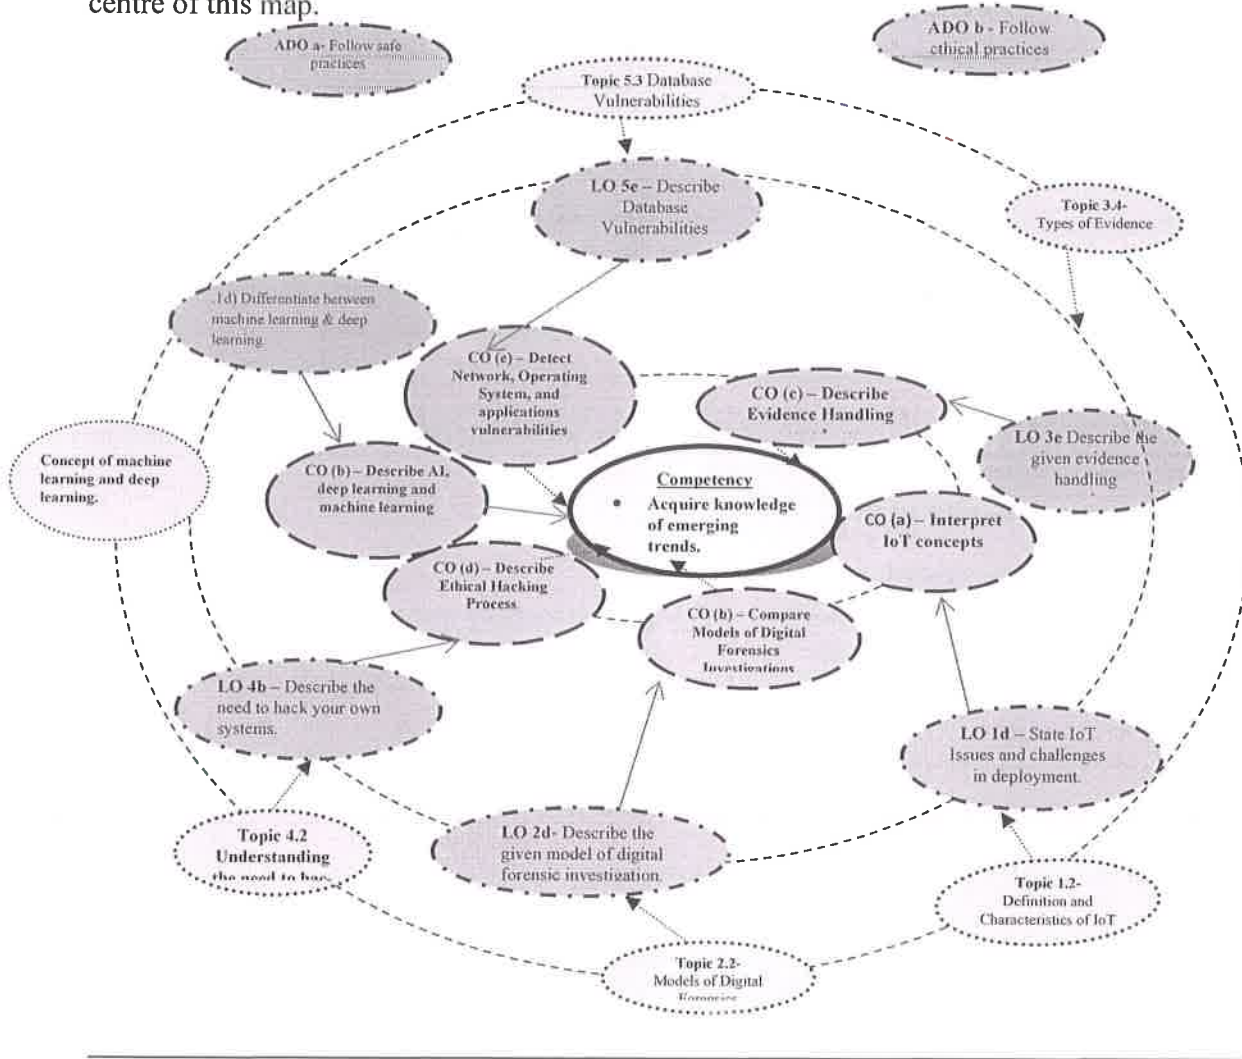 centre of this map.
ADO a- Follow safe
practices
ADO b - Follow
ethical practices
Topic 5.3 Database
Vulnerabilities
LO 5e – Describe
Database
Vulnerabilities
Topic 3.4-
Types of Evidence
1d) Differentiate between
machine learning & deep
learning
CO (e) – Detect
Network, Operating
System, and
applications
vulnerabilities
CO (c) – Describe
Evidence Handling
LO 3e Describe the
given evidence
handling
Concept of machine
learning and deep
learning.
CO (b) – Describe AI,
deep learning and
machine learning
Competency
• Acquire knowledge
of emerging
trends.
CO (a) – Interpret
IoT concepts
CO (d) – Describe
Ethical Hacking
Process
CO (b) – Compare
Models of Digital
Forensics
Investigations
LO 4b – Describe the
need to hack your own
systems.
LO 1d – State IoT
Issues and challenges
in deployment.
Topic 4.2
Understanding
the need to
LO 2d- Describe the
given model of digital
forensic investigation.
Topic 1.2-
Definition and
Characteristics of IoT
Topic 2.2-
Models of Digital